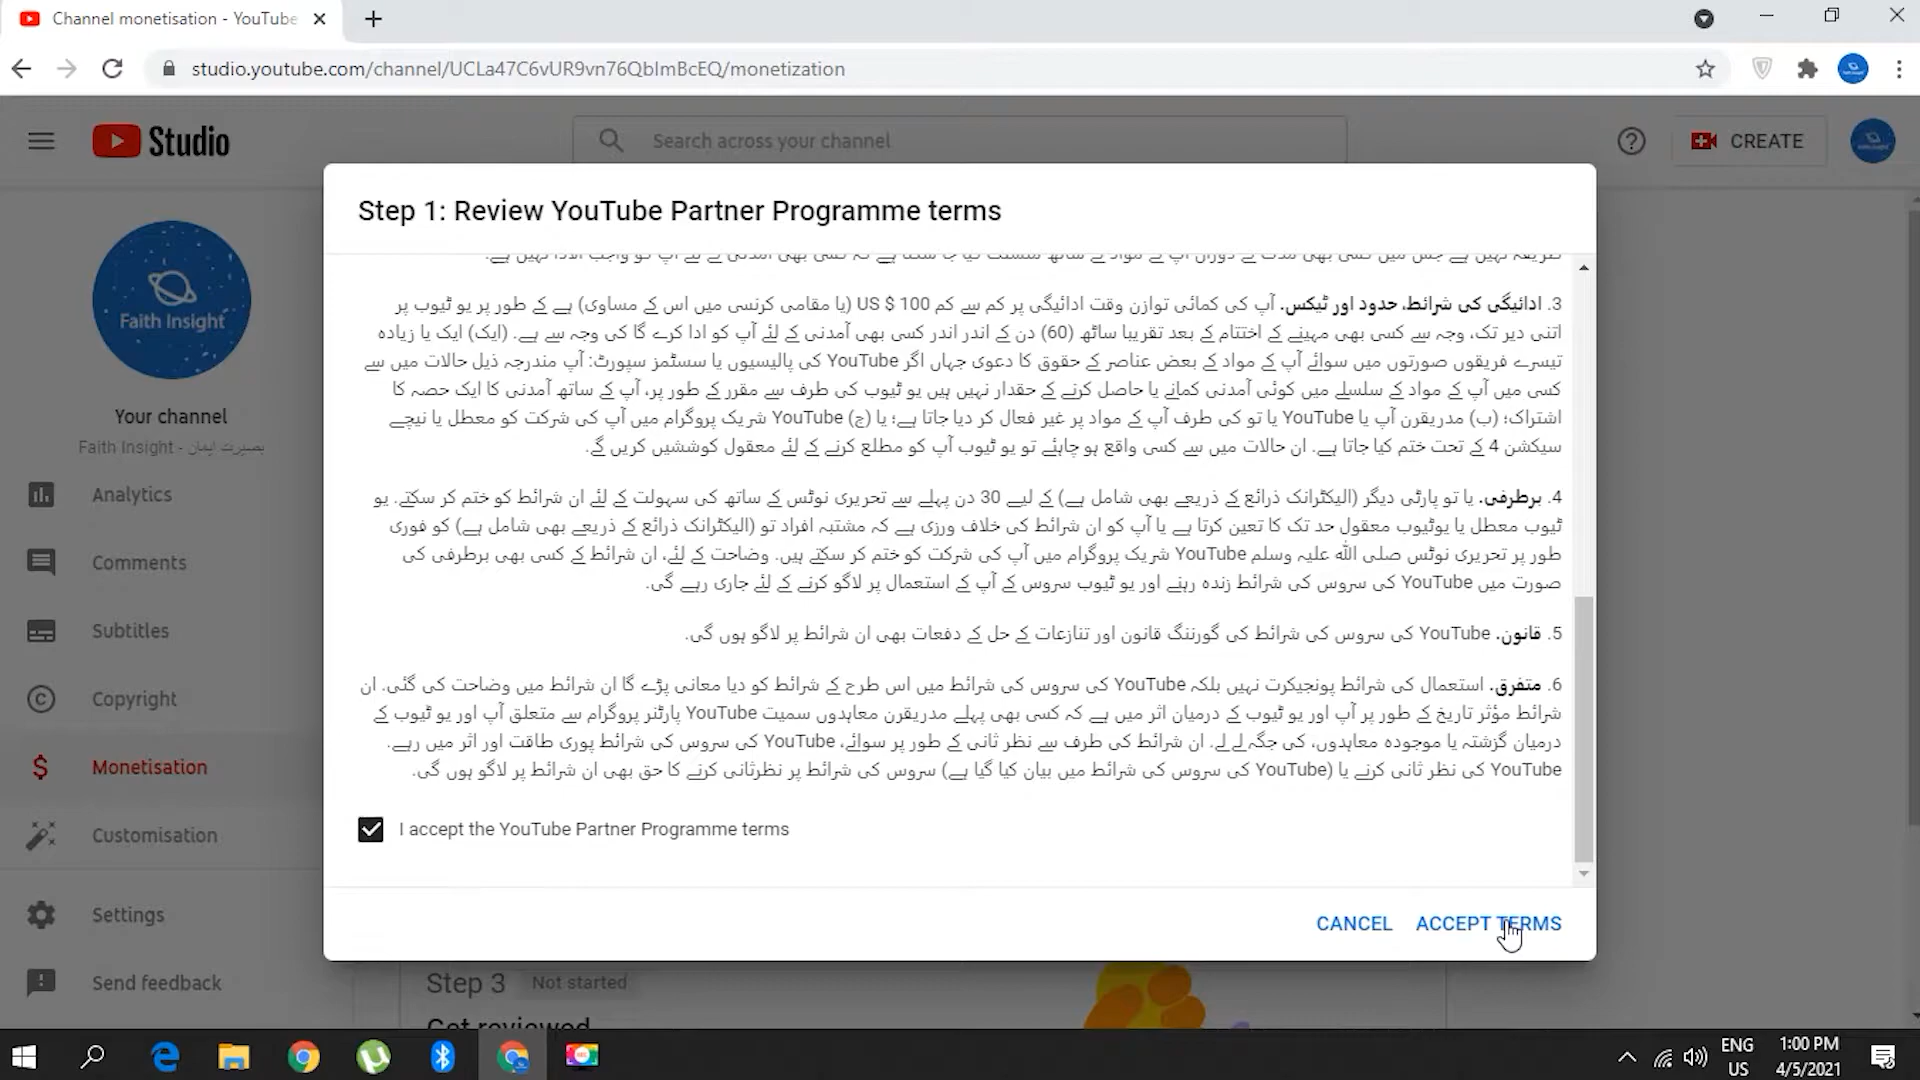 Channel monetisation - YouTube
studio.youtube.com/channel/UCLa47C6vUR9vn76QbImBcEQ/monetization
Studio
Search across your channel
CREATE
Faith Insight
Your channel
Faith Insight - بصیرت ایمان
Analytics
Comments
Subtitles
Copyright
Monetisation
Customisation
Settings
Send feedback
Step 1: Review YouTube Partner Programme terms
3. ادائیگی کی شرائط، حدود اور ٹیکس. آپ کی کمائی توازن وقت ادائیگی پر کم سے کم US $ 100 (یا مقامی کرنسی میں اس کے مساوی) ہے کے طور پر یو ٹیوب پر
اتنی دیر تک، وجہ سے کسی بھی مہینے کے اختتام کے بعد تقریبا ساٹھ (60) دن کے اندر اندر کسی بھی آمدنی کے لئے آپ کو ادا کرے گا کی وجہ سے ہے. (ایک) ایک یا زیادہ
تیسرے فریقوں صورتوں میں سوائے آپ کے مواد کے بعض عناصر کے حقوق کا دعوی جہاں اگر YouTube کی پالیسیوں یا سسٹمز سپورٹ: آپ مندرجہ ذیل حالات میں سے
کسی میں آپ کے مواد کے سلسلے میں کوئی آمدنی کمانے یا حاصل کرنے کے حقدار نہیں ہیں یو ٹیوب کی طرف سے مقرر کے طور پر، آپ کے ساتھ آمدنی کا ایک حصہ کا
اشتراک؛ (ب) مدریقرن آپ یا YouTube یا تو کی طرف آپ کے مواد پر غیر فعال کر دیا جاتا ہے؛ یا (ج) YouTube شریک پروگرام میں آپ کی شرکت کو معطل یا نیچے
سیکشن 4 کے تحت ختم کیا جاتا ہے. ان حالات میں سے کسی واقع ہو چاہئے تو یو ٹیوب آپ کو مطلع کرنے کے لئے معقول کوششیں کریں گے.
4. برطرفی. یا تو پارٹی دیگر (الیکٹرانک ذرائع کے ذریعے بھی شامل ہے) کے لیے 30 دن پہلے سے تحریری نوٹس کے ساتھ کی سہولت کے لئے ان شرائط کو ختم کر سکتے. یو
ٹیوب معطل یا یوٹیوب معقول حد تک کا تعین کرتا ہے یا آپ کو ان شرائط کی خلاف ورزی ہے کہ مشتبہ افراد تو (الیکٹرانک ذرائع کے ذریعے بھی شامل ہے) کو فوری
طور پر تحریری نوٹس صلی اللہ علیہ وسلم YouTube شریک پروگرام میں آپ کی شرکت کو ختم کر سکتے ہیں. وضاحت کے لئے، ان شرائط کے کسی بھی برطرفی کی
صورت میں YouTube کی سروس کی شرائط زندہ رہنے اور یو ٹیوب سروس کے آپ کے استعمال پر لاگو کرنے کے لئے جاری رہے گی.
5. قانون. YouTube کی سروس کی شرائط کی گورننگ قانون اور تنازعات کے حل کے دفعات بھی ان شرائط پر لاگو ہوں گی.
6. متفرق. استعمال کی شرائط پونجیکرت نہیں بلکہ YouTube کی سروس کی شرائط میں اس طرح کے شرائط کو دیا معانی پڑے گا ان شرائط میں وضاحت کی گئی. ان
شرائط مؤثر تاریخ کے طور پر آپ اور یو ٹیوب کے درمیان اثر میں ہے کہ کسی بھی پہلے مدریقرن معاہدوں سمیت YouTube پارٹنر پروگرام سے متعلق آپ اور یو ٹیوب کے
درمیان گزشتہ یا موجودہ معاہدوں، کی جگہ لے لے. ان شرائط کی طرف سے نظر ثانی کے طور پر سوائے، YouTube کی سروس کی شرائط پوری طاقت اور اثر میں رہے.
YouTube کی نظر ثانی کرنے یا (YouTube کی سروس کی شرائط میں بیان کیا گیا ہے) سروس کی شرائط پر نظرثانی کرنے کا حق بھی ان شرائط پر لاگو ہوں گی.
I accept the YouTube Partner Programme terms
CANCEL ACCEPT TERMS
Step 3 Not started
Get reviewed
ENG
US
1:00 PM
4/5/2021